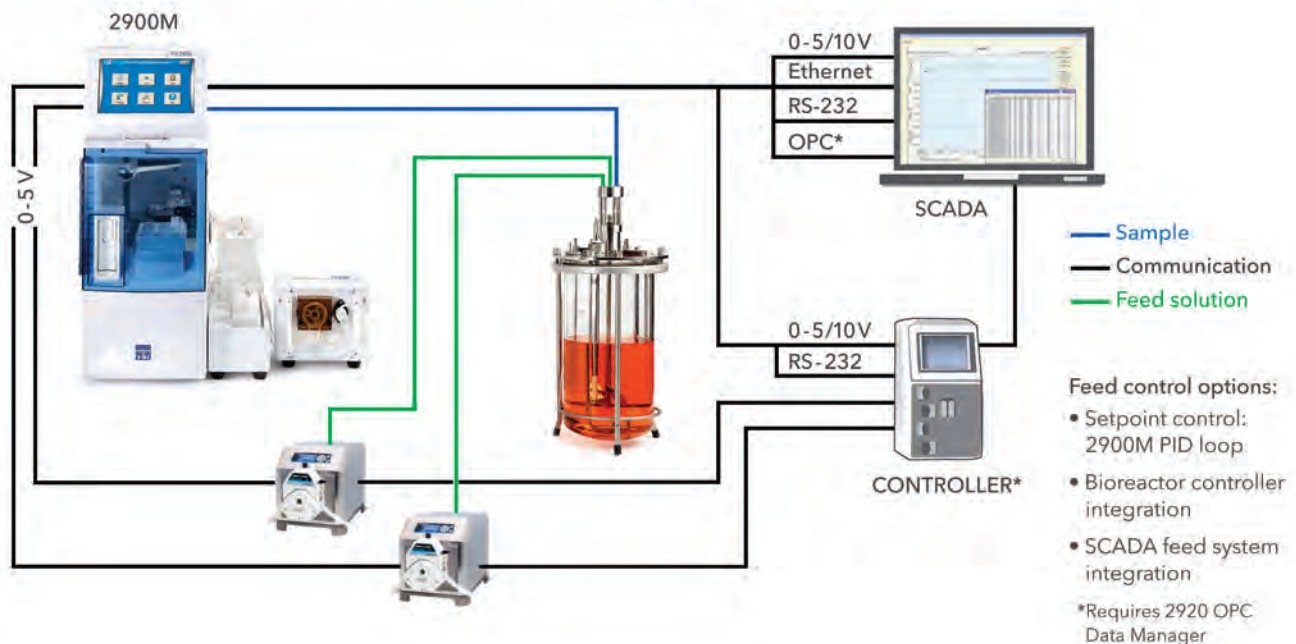 2900M
0-5 V
0-5/10V
Ethernet
RS-232
OPC*
SCADA
Sample
Communication
Feed solution
0-5/10V
RS-232
CONTROLLER*
Feed control options:
• Setpoint control:
2900M PID loop
• Bioreactor controller
integration
• SCADA feed system
integration
*Requires 2920 OPC
Data Manager